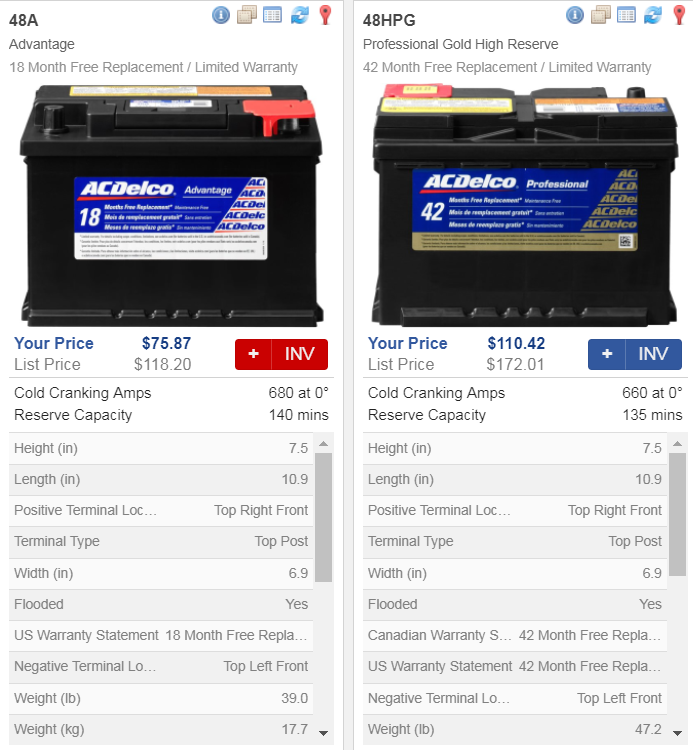 48A
Advantage
18 Month Free Replacement / Limited Warranty
ACDelco Advantage
18
Months Free Replacement* Maintenance Free
Mois de remplacement gratuit* Sans entretien
Meses de reemplazo gratis* Sin mantenimiento
Your Price $75.87
List Price $118.20
+ INV
Cold Cranking Amps 680 at 0°
Reserve Capacity 140 mins
Height (in) 7.5
Length (in) 10.9
Positive Terminal Loc... Top Right Front
Terminal Type Top Post
Width (in) 6.9
Flooded Yes
US Warranty Statement 18 Month Free Repla...
Negative Terminal Lo... Top Left Front
Weight (lb) 39.0
Weight (kg) 17.7
48HPG
Professional Gold High Reserve
42 Month Free Replacement / Limited Warranty
ACDelco Professional
42
Months Free Replacement* Maintenance Free
Mois de remplacement gratuit* Sans entretien
Meses de reemplazo gratis* Sin mantenimiento
Your Price $110.42
List Price $172.01
+ INV
Cold Cranking Amps 660 at 0°
Reserve Capacity 135 mins
Height (in) 7.5
Length (in) 10.9
Positive Terminal Loc... Top Right Front
Terminal Type Top Post
Width (in) 6.9
Flooded Yes
Canadian Warranty S... 42 Month Free Repla...
US Warranty Statement 42 Month Free Repla...
Negative Terminal Lo... Top Left Front
Weight (lb) 47.2